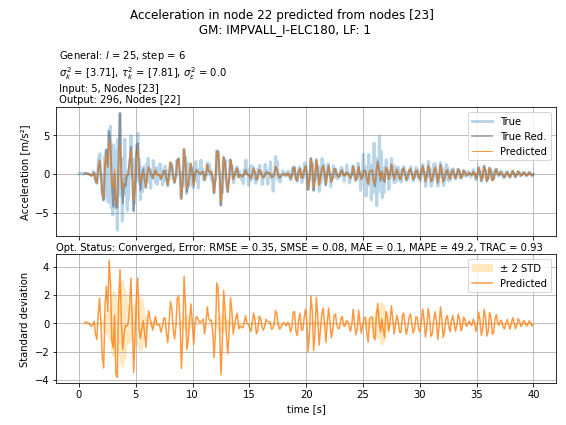 Acceleration in node 22 predicted from nodes [23]
GM: IMPVALL_I-ELC180, LF: 1
General: l = 25, step = 6
σ²ₖ = [3.71], τ²ₖ = [7.81], σ²ε = 0.0
Input: 5, Nodes [23]
Output: 296, Nodes [22]
Acceleration [m/s²]
5
0
−5
True
True Red.
Predicted
Opt. Status: Converged, Error: RMSE = 0.35, SMSE = 0.08, MAE = 0.1, MAPE = 49.2, TRAC = 0.93
Standard deviation
4
2
0
−2
−4
± 2 STD
Predicted
0 5 10 15 20 25 30 35 40
time [s]